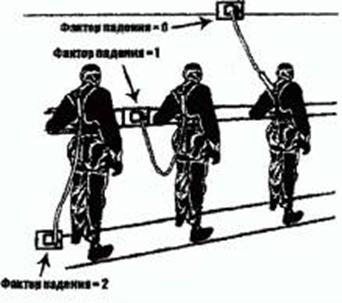 Фактор падения = 0
Фактор падения = 1
Фактор падения = 2